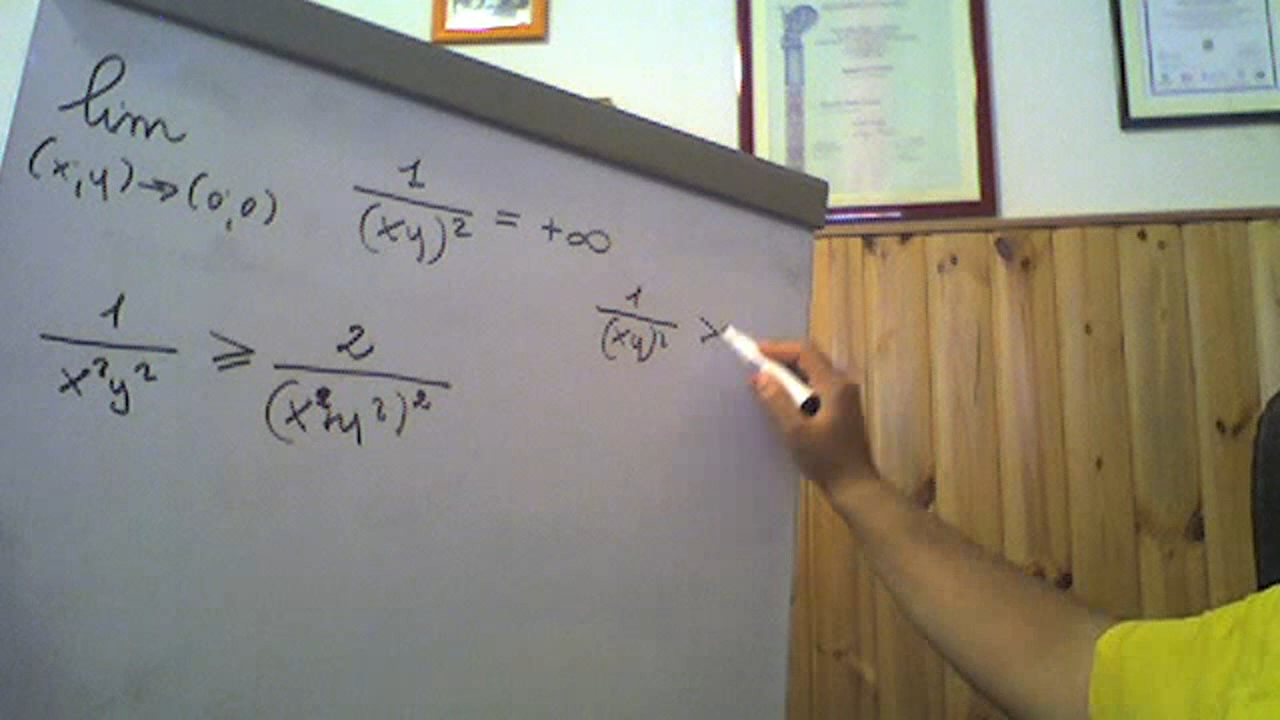 lim
(x,y)→(0,0) 1/(xy)² = +∞
1/x²y² ≥ 2/(x²+y²)²
1/(xy)² >